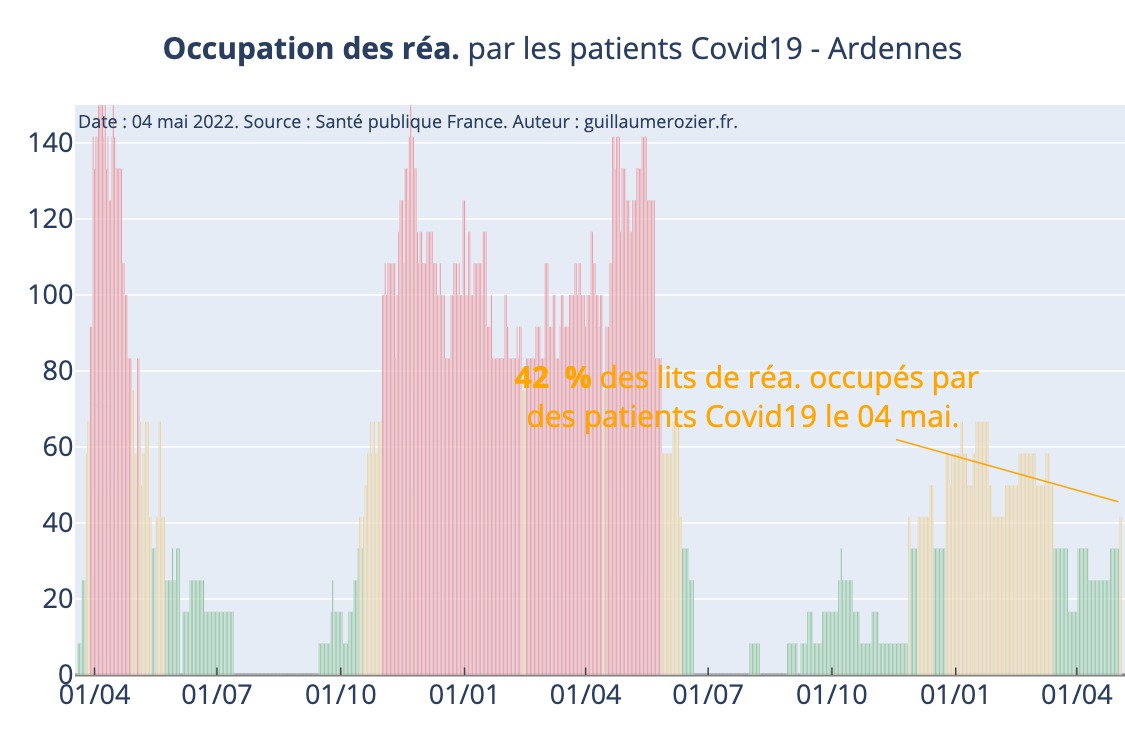 Occupation des réa. par les patients Covid19 - Ardennes
Date : 04 mai 2022. Source : Santé publique France. Auteur : guillaumerozier.fr.
140
120
100
80
60
40
20
0
42 % des lits de réa. occupés par
des patients Covid19 le 04 mai.
01/04 01/07 01/10 01/01 01/04 01/07 01/10 01/01 01/04